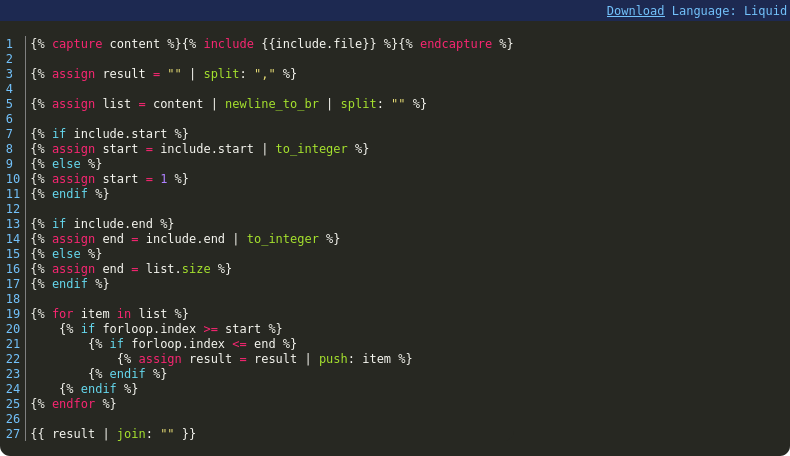 Download Language: Liquid
1 {% capture content %}{% include {{include.file}} %}{% endcapture %}
2
3 {% assign result = "" | split: "," %}
4
5 {% assign list = content | newline_to_br | split: "" %}
6
7 {% if include.start %}
8 {% assign start = include.start | to_integer %}
9 {% else %}
10 {% assign start = 1 %}
11 {% endif %}
12
13 {% if include.end %}
14 {% assign end = include.end | to_integer %}
15 {% else %}
16 {% assign end = list.size %}
17 {% endif %}
18
19 {% for item in list %}
20     {% if forloop.index >= start %}
21         {% if forloop.index <= end %}
22             {% assign result = result | push: item %}
23         {% endif %}
24     {% endif %}
25 {% endfor %}
26
27 {{ result | join: "" }}